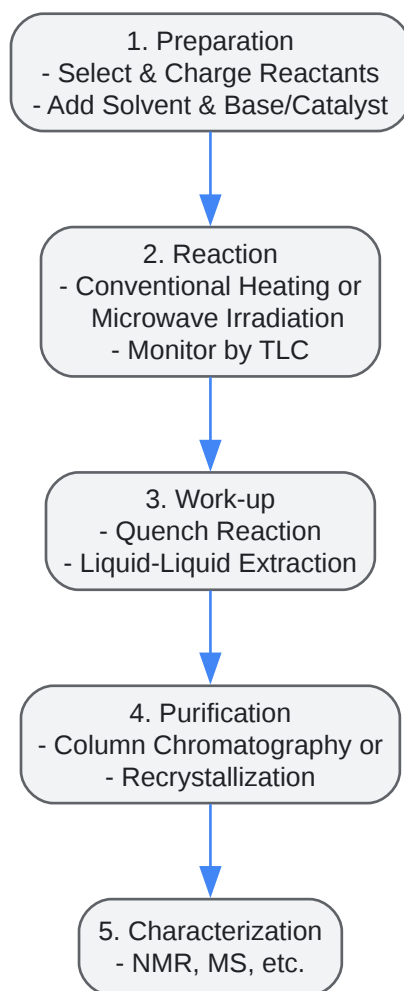 1. Preparation
- Select & Charge Reactants
- Add Solvent & Base/Catalyst
2. Reaction
- Conventional Heating or
Microwave Irradiation
- Monitor by TLC
3. Work-up
- Quench Reaction
- Liquid-Liquid Extraction
4. Purification
- Column Chromatography or
- Recrystallization
5. Characterization
- NMR, MS, etc.